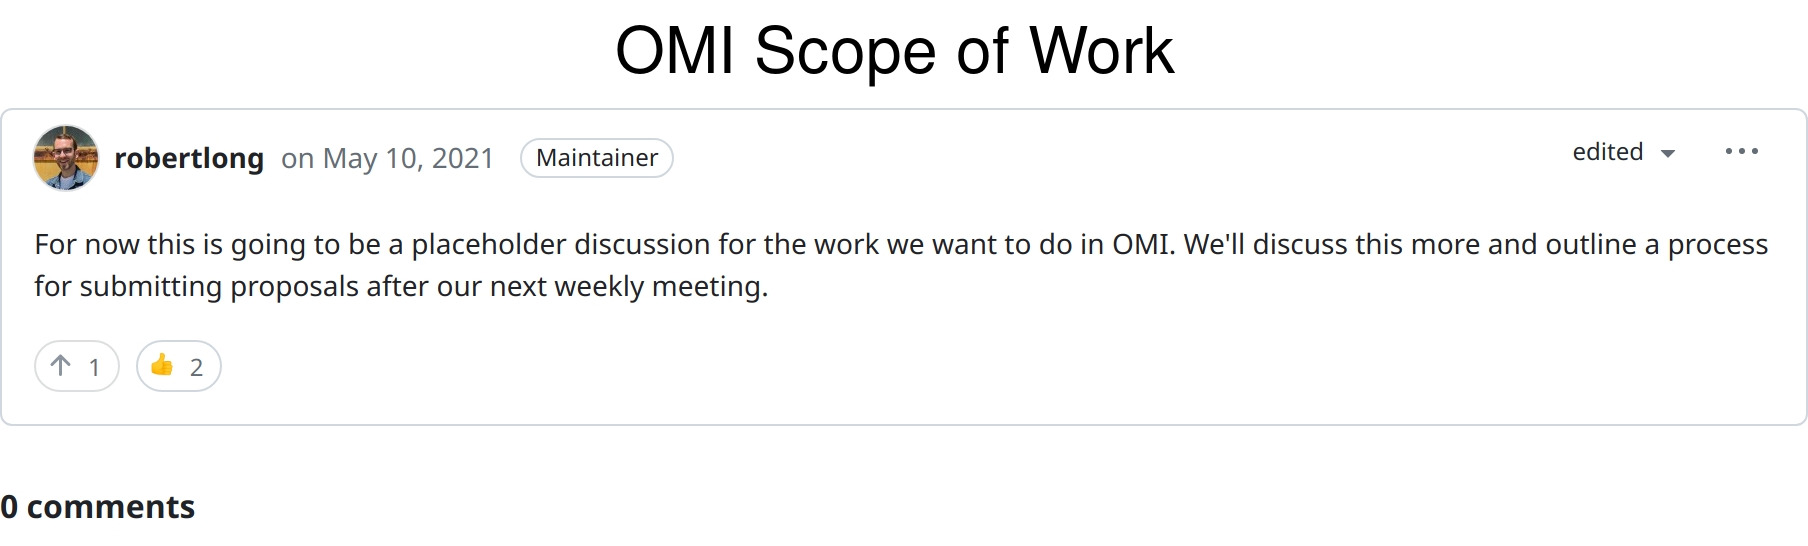 OMI Scope of Work
robertlong on May 10, 2021 Maintainer edited
For now this is going to be a placeholder discussion for the work we want to do in OMI. We'll discuss this more and outline a process
for submitting proposals after our next weekly meeting.
↑ 1 👍 2
0 comments